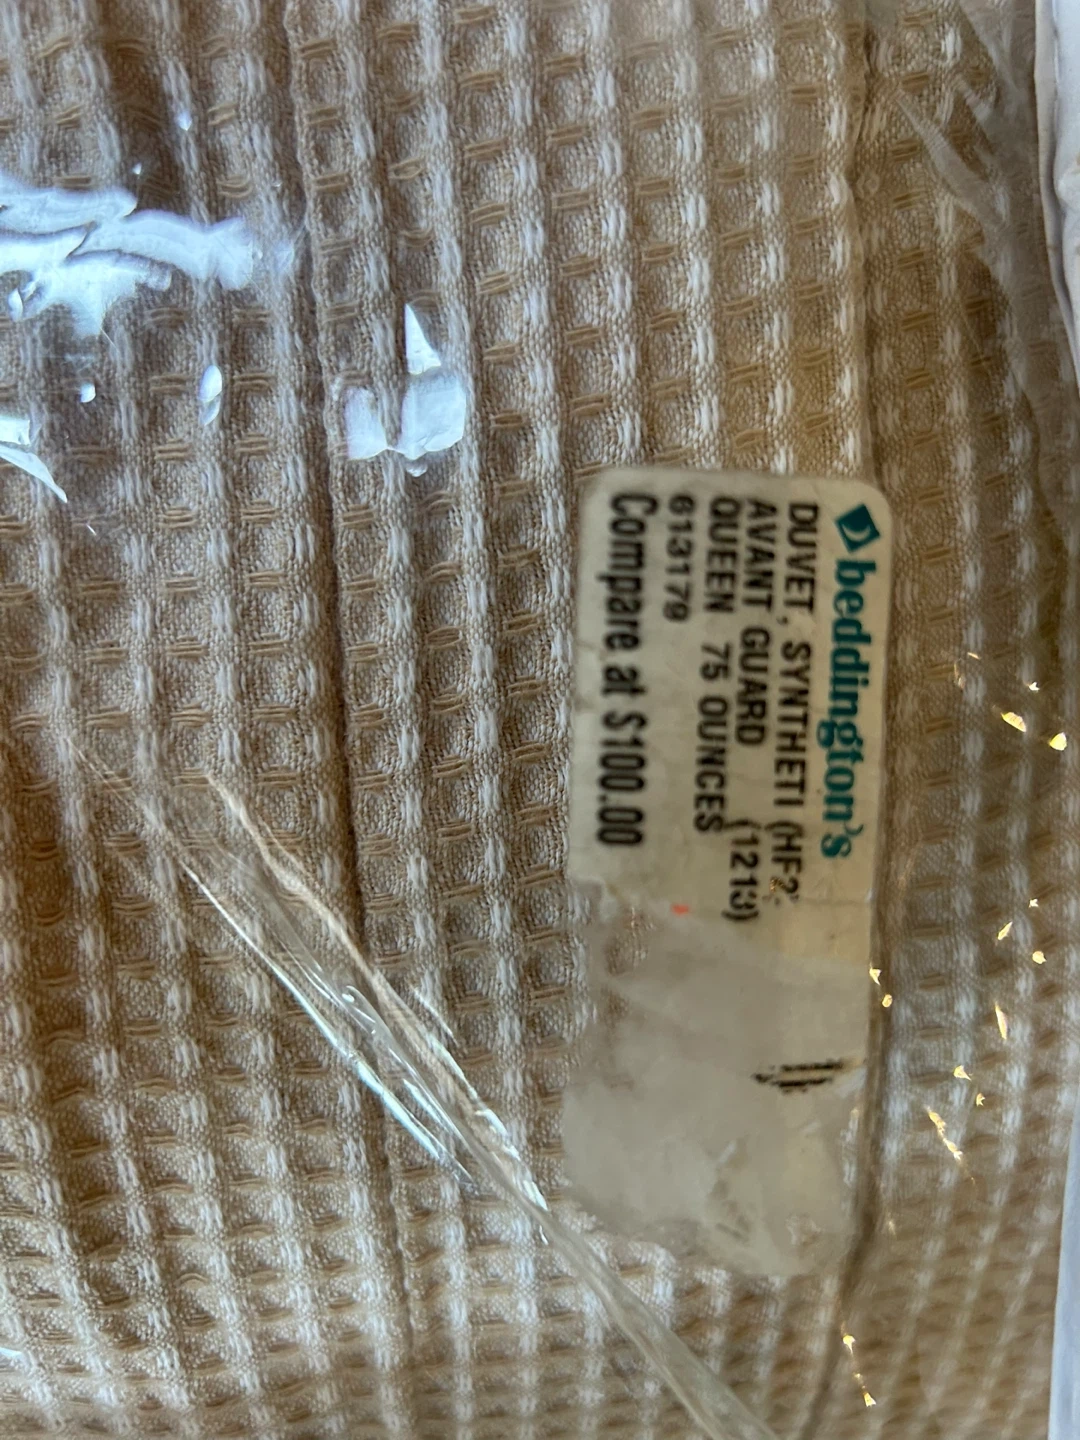 beddington's
DUVET, SYNTHETI (HF2
AVANT GUARD (1213)
QUEEN 75 OUNCES
613179
Compare at $100.00